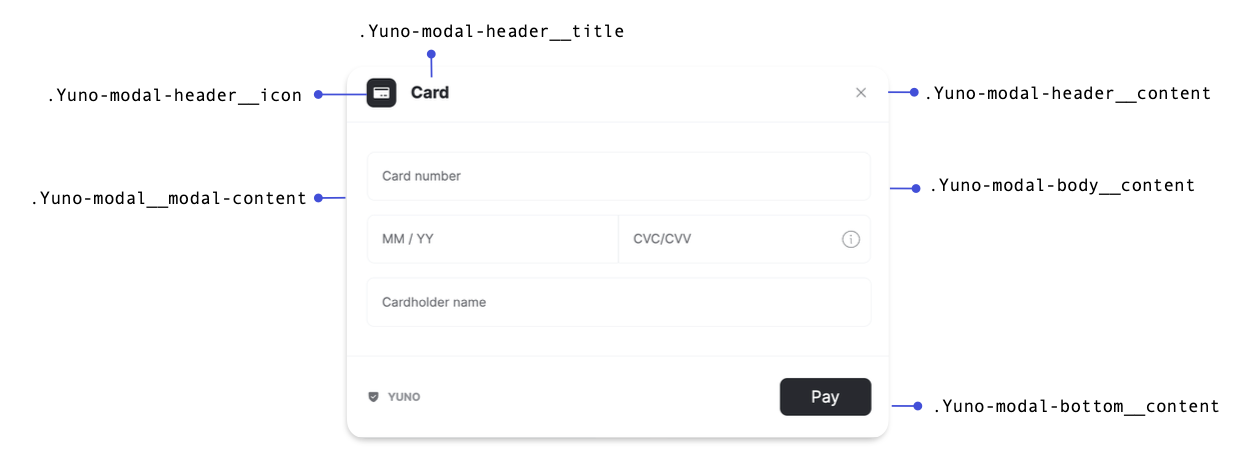 .Yuno-modal-header__title
.Yuno-modal-header__icon
Card
.Yuno-modal-header__content
Card number
.Yuno-modal__modal-content
.Yuno-modal-body__content
MM / YY
CVC/CVV
Cardholder name
YUNO
Pay
.Yuno-modal-bottom__content